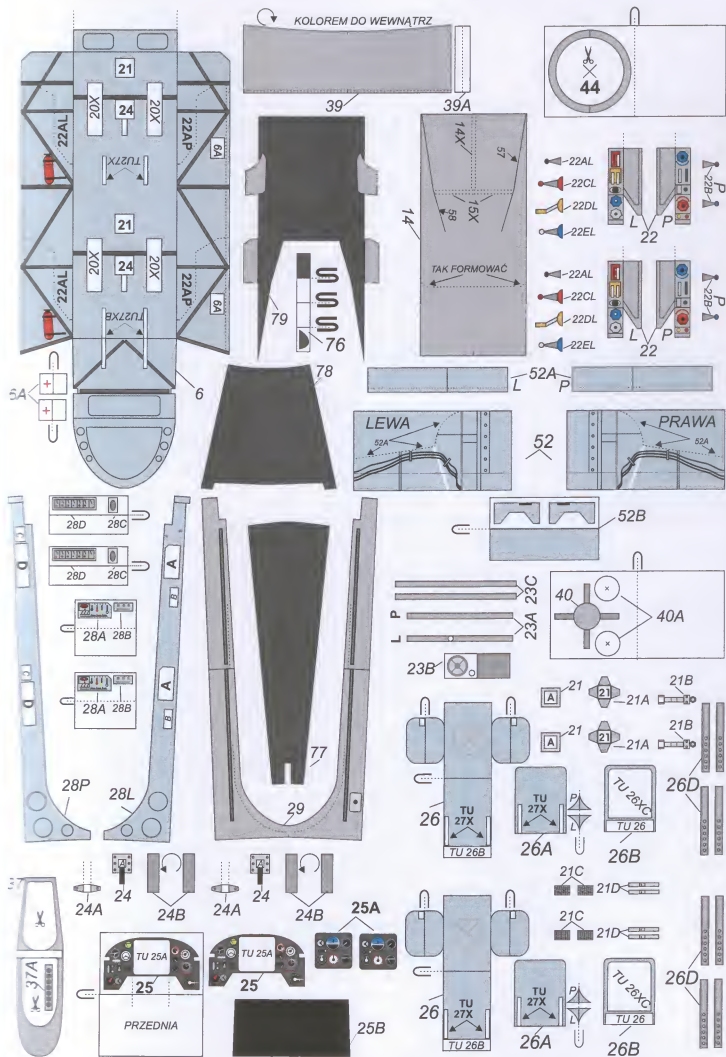 KOLOREM DO WEWNĄTRZ
39
39A
44
21
20X
24
20X
22AL
22AP
6A
TU27X
21
20X
24
20X
22AL
22AP
6A
TU27XB
6
14X
57
15X
58
14
TAK FORMOWAĆ
22AL
22CL
22DL
22EL
L
P
22
22B
P
22AL
22CL
22DL
22EL
L
P
22
22B
P
79
76
78
52A
L
P
LEWA
52A
52
PRAWA
52A
52B
28D
28C
28D
28C
C
D
C
D
A
B
A
B
28A
28B
28A
28B
28P
28L
77
29
23C
P
L
23A
23B
40
40A
A
21
21
21A
21B
A
21
21
21A
21B
26D
26
TU 27X
TU 26B
TU 27X
26A
P
L
TU 26XC
TU 26
26B
24A
24
24B
24A
24
24B
21C
21D
21C
21D
26D
37
37A
TU 25A
25
PRZEDNIA
TU 25A
25
25A
25B
26
TU 27X
TU 26B
TU 27X
26A
P
L
TU 26XC
TU 26
26B